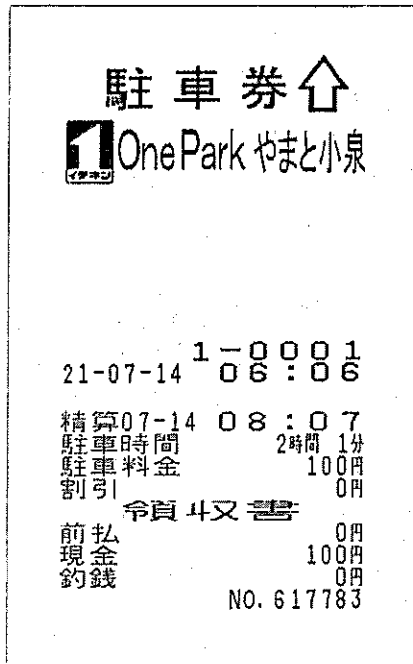 駐車券
1 イチネン One Park やまと小泉
1-0001
21-07-14 06:06
精算07-14 08:07
駐車時間 2時間 1分
駐車料金 100円
割引 0円
領収書
前払 0円
現金 100円
釣銭 0円
NO.617783